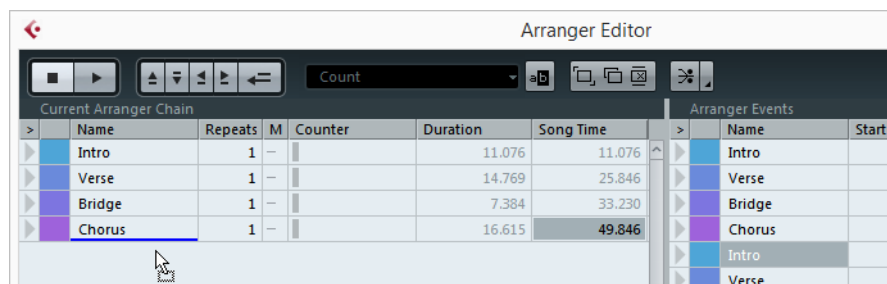 Arranger Editor
Count
ab
Current Arranger Chain
Arranger Events
> Name Repeats M Counter Duration Song Time > Name Start
Intro 1 – 11.076 11.076 Intro
Verse 1 – 14.769 25.846 Verse
Bridge 1 – 7.384 33.230 Bridge
Chorus 1 – 16.615 49.846 Chorus
Intro
Verse